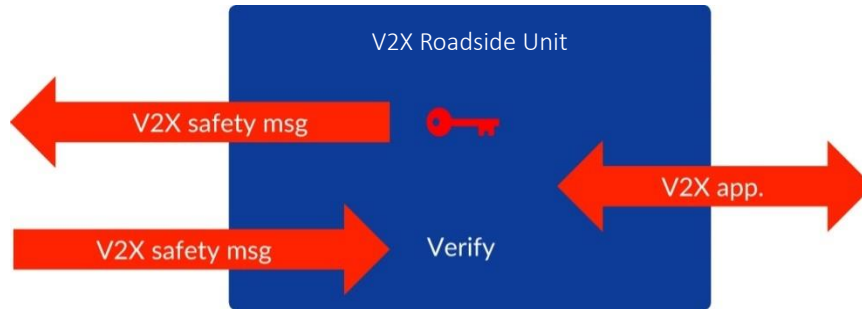 V2X Roadside Unit
V2X safety msg
V2X app.
V2X safety msg
Verify